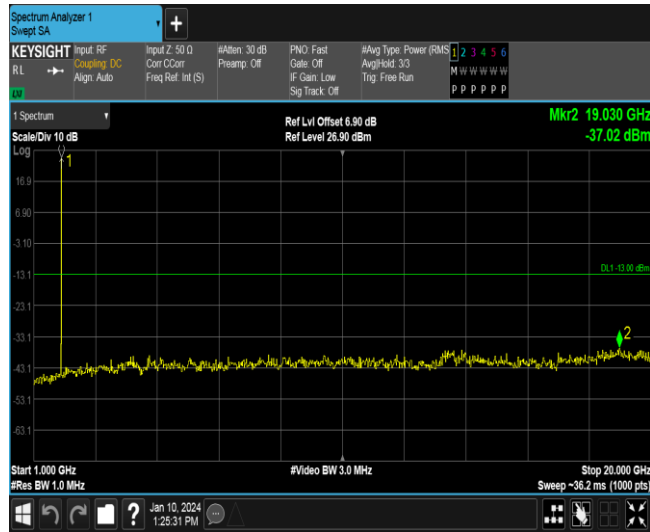 Spectrum Analyzer 1
Swept SA
+
KEYSIGHT Input: RF Input Z: 50 Ω #Atten: 30 dB PNO: Fast #Avg Type: Power (RMS 1 2 3 4 5 6
RL Coupling: DC Corr CCorr Preamp: Off Gate: Off Avg|Hold: 3/3 M W W W W W
Align: Auto Freq Ref: Int (S) IF Gain: Low Trig: Free Run
Sig Track: Off P P P P P P
LXI
1 Spectrum Ref Lvl Offset 6.90 dB Mkr2 19.030 GHz
Scale/Div 10 dB Ref Level 26.90 dBm -37.02 dBm
Log
1
16.9
6.90
-3.10
-13.1
DL1 -13.00 dBm
-23.1
-33.1
2
-43.1
-53.1
-63.1
Start 1.000 GHz #Video BW 3.0 MHz Stop 20.000 GHz
#Res BW 1.0 MHz Sweep ~36.2 ms (1000 pts)
? Jan 10, 2024
1:25:31 PM